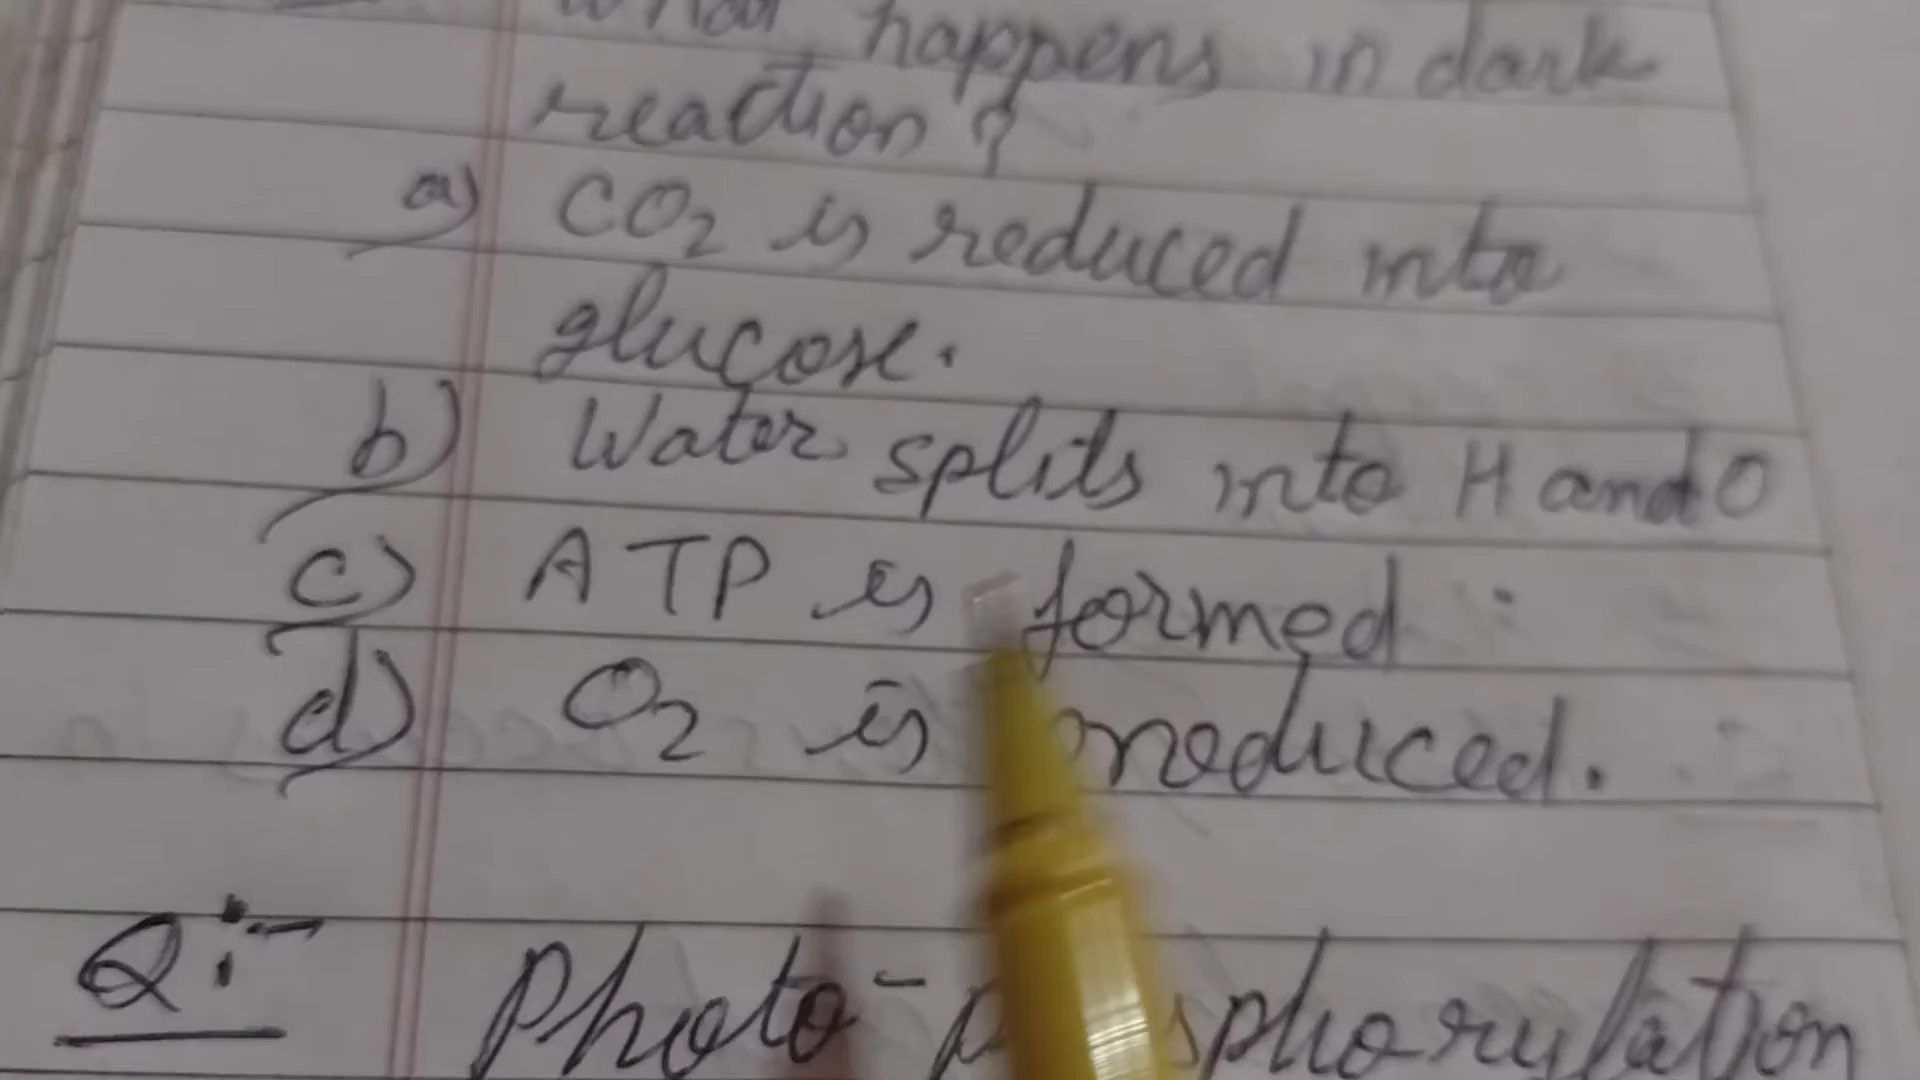 What happens in dark
reaction?
a) CO2 is reduced into
glucose.
b) Water splits into H and O
c) ATP is formed
d) O2 is
Q:- Photo-